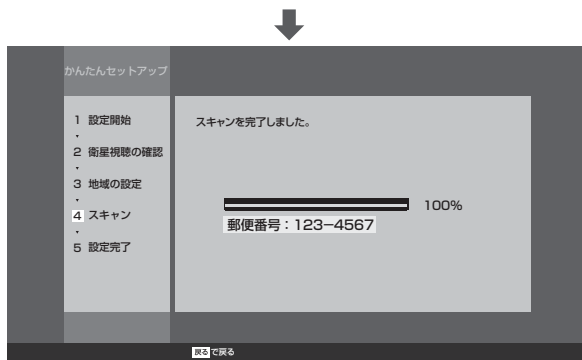 かんたんセットアップ
1 設定開始
・
2 衛星視聴の確認
・
3 地域の設定
・
4 スキャン
・
5 設定完了
スキャンを完了しました。
100%
郵便番号：123−4567
戻る で戻る